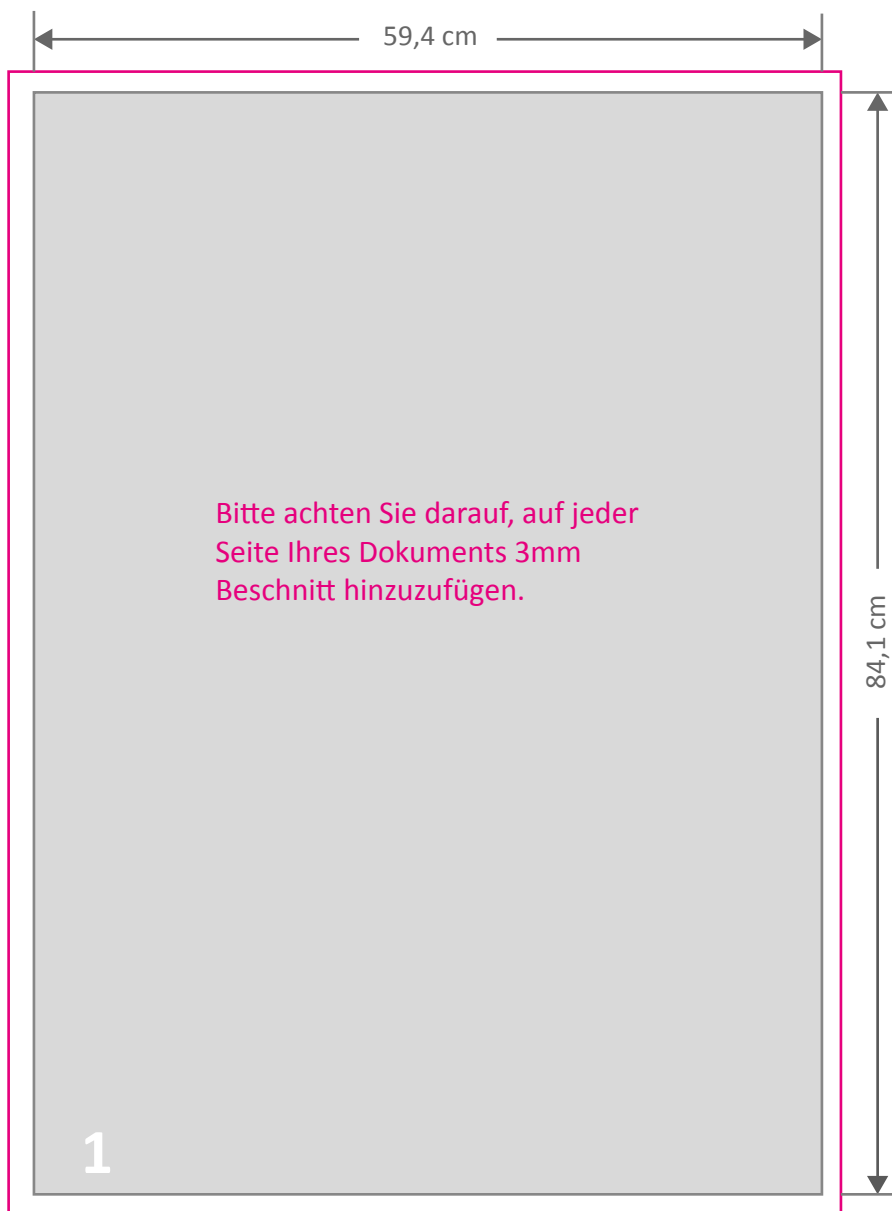 59,4 cm
Bitte achten Sie darauf, auf jeder
Seite Ihres Dokuments 3mm
Beschnitt hinzuzufügen.
84,1 cm
1